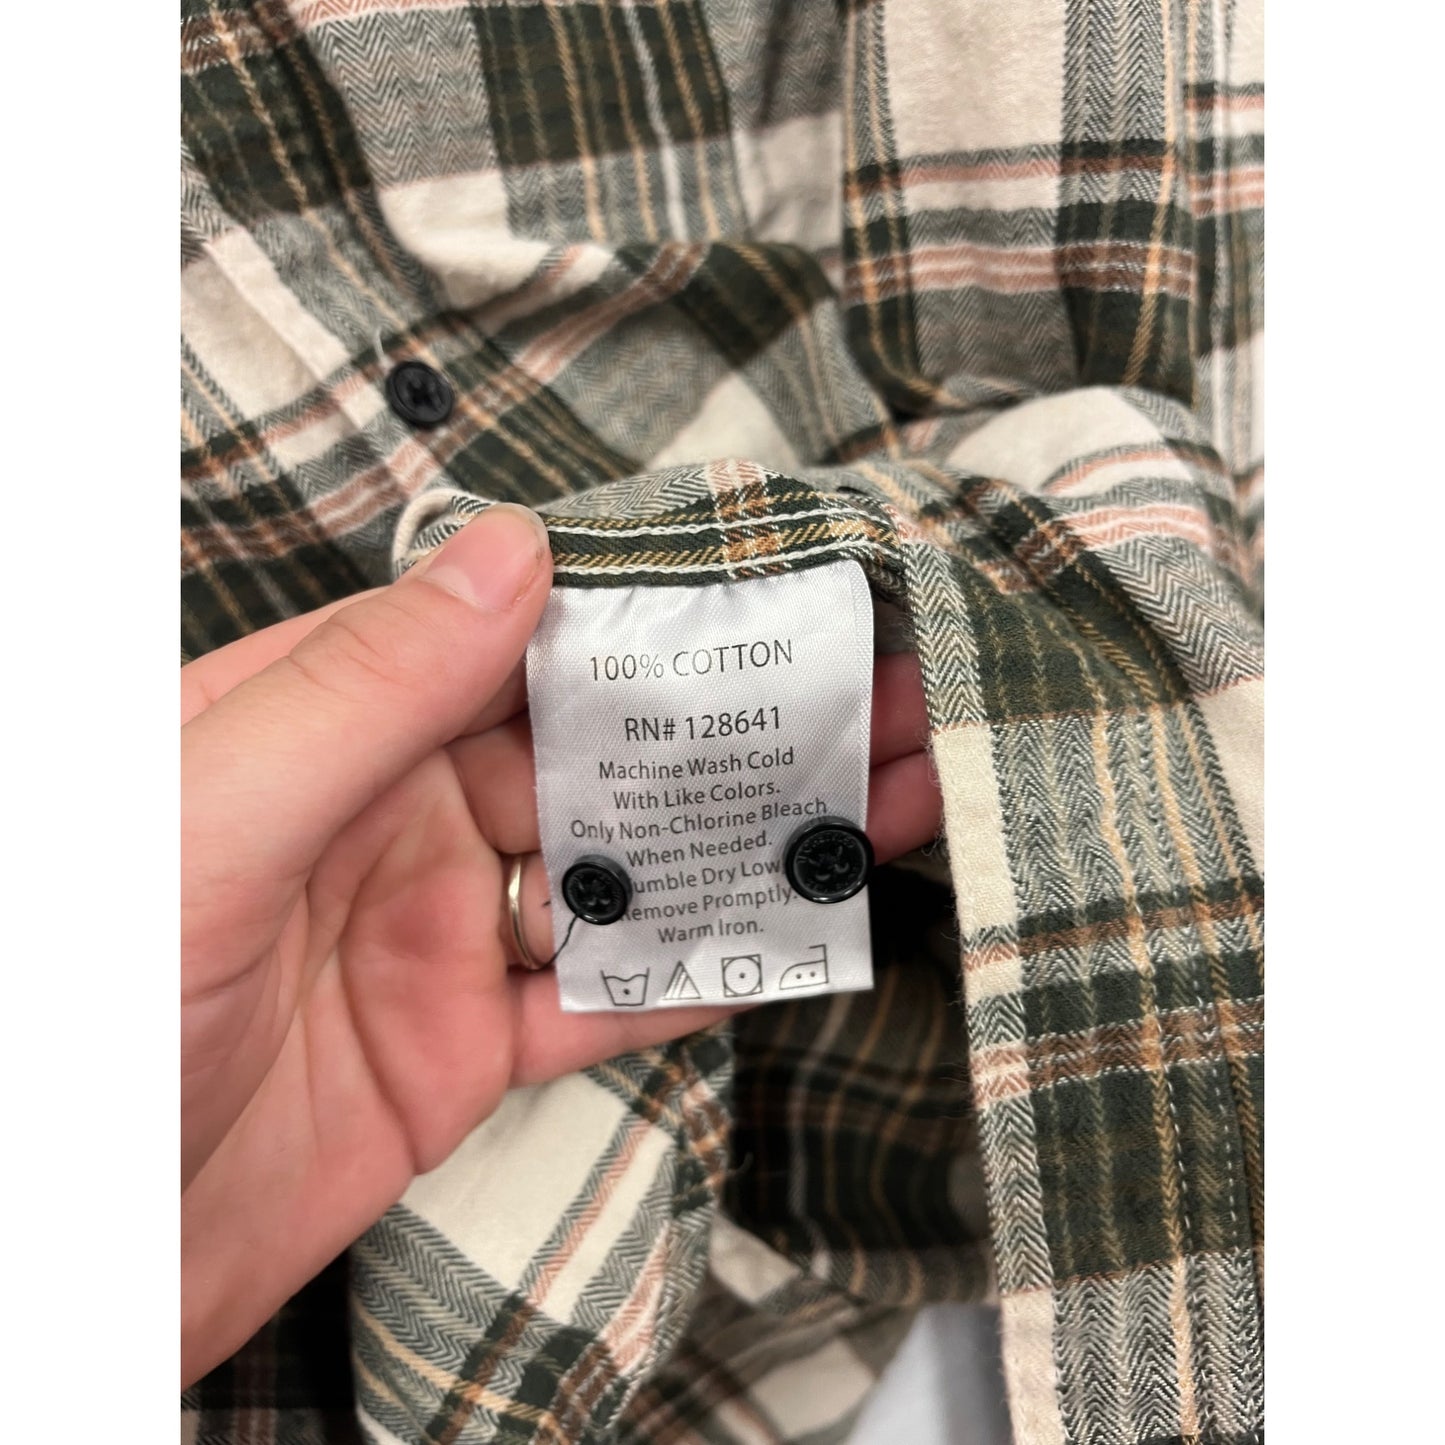 100% COTTON
RN# 128641
Machine Wash Cold
With Like Colors.
Only Non-Chlorine Bleach
When Needed.
Dry Low,
Promptly.
Warm Iron.